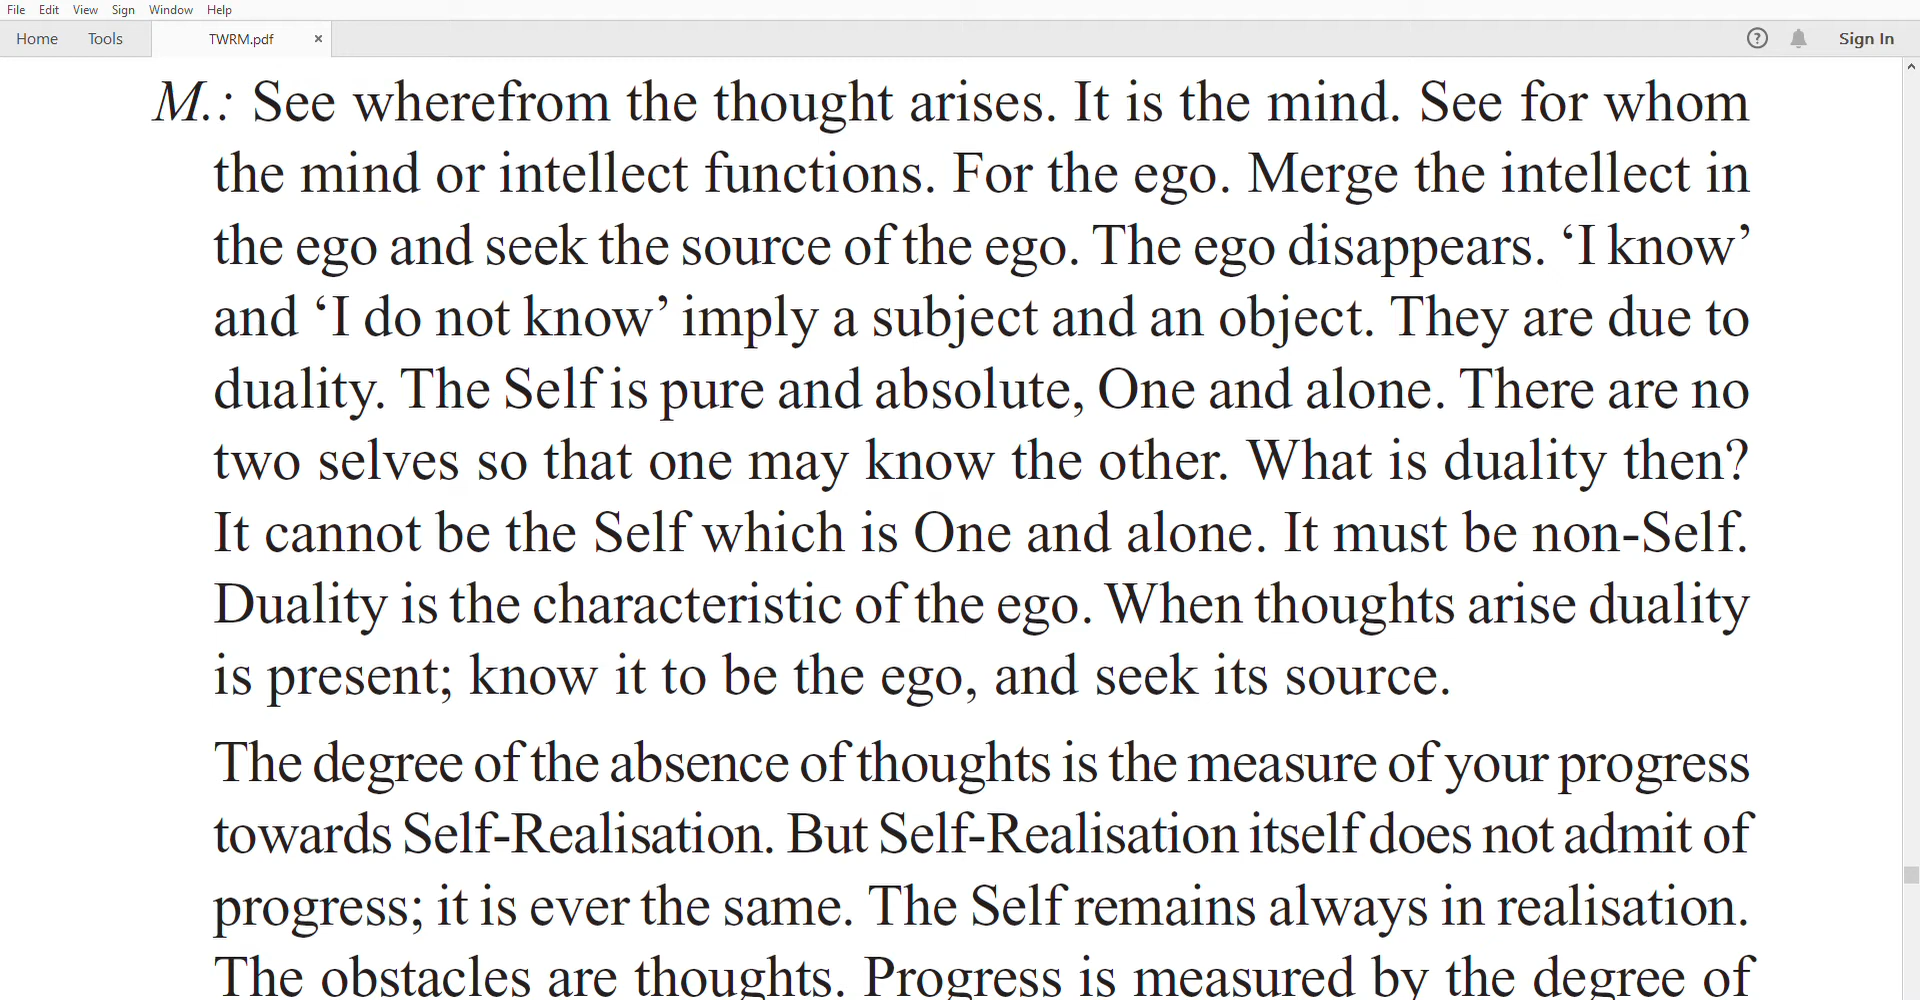 File Edit View Sign Window Help
Home Tools TWRM.pdf × ? Sign In
M.: See wherefrom the thought arises. It is the mind. See for whom
the mind or intellect functions. For the ego. Merge the intellect in
the ego and seek the source of the ego. The ego disappears. ‘I know’
and ‘I do not know’ imply a subject and an object. They are due to
duality. The Self is pure and absolute, One and alone. There are no
two selves so that one may know the other. What is duality then?
It cannot be the Self which is One and alone. It must be non-Self.
Duality is the characteristic of the ego. When thoughts arise duality
is present; know it to be the ego, and seek its source.
The degree of the absence of thoughts is the measure of your progress
towards Self-Realisation. But Self-Realisation itself does not admit of
progress; it is ever the same. The Self remains always in realisation.
The obstacles are thoughts. Progress is measured by the degree of